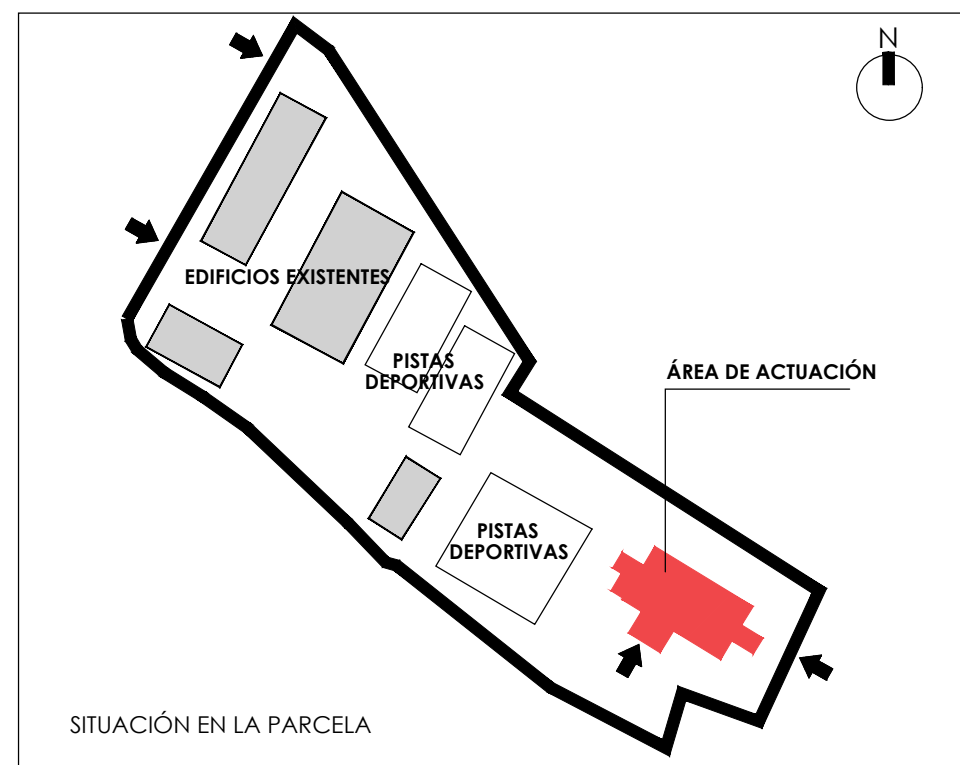 N
EDIFICIOS EXISTENTES
PISTAS
DEPORTIVAS
ÁREA DE ACTUACIÓN
PISTAS
DEPORTIVAS
SITUACIÓN EN LA PARCELA